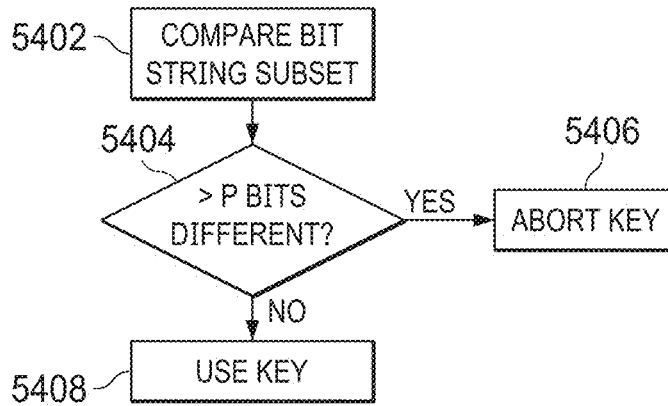 5402
COMPARE BIT
STRING SUBSET
5404
> P BITS
DIFFERENT?
YES
5406
ABORT KEY
NO
5408
USE KEY